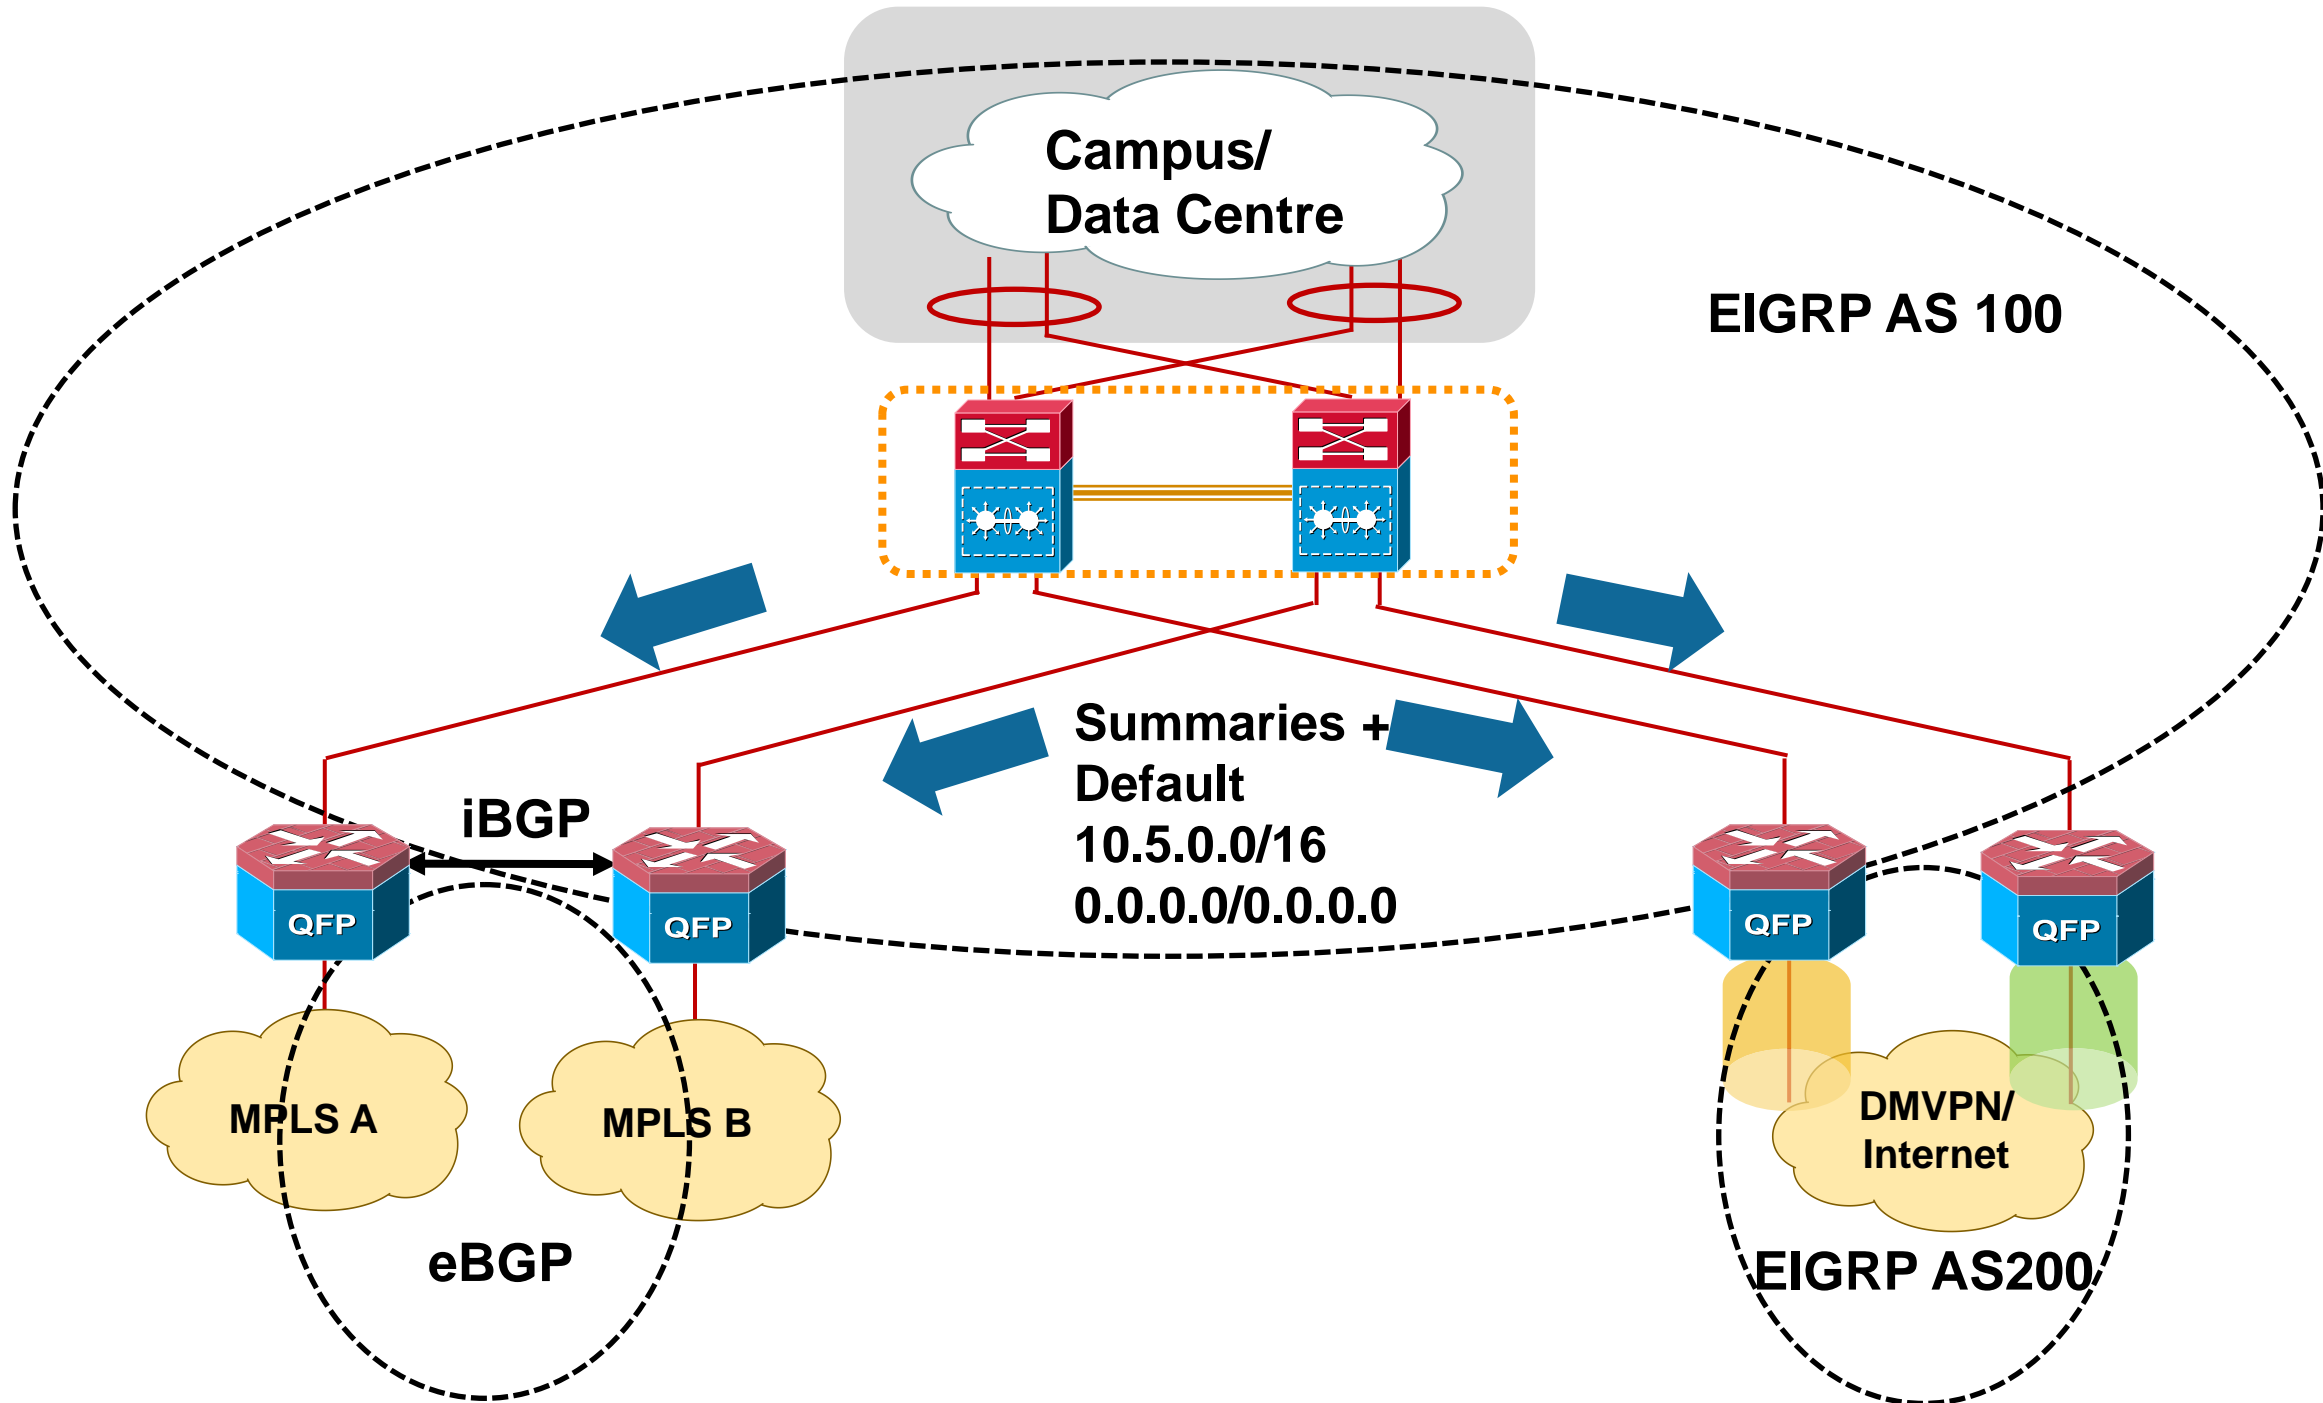 Campus/
Data Centre
EIGRP AS 100
Summaries +
Default
10.5.0.0/16
0.0.0.0/0.0.0.0
iBGP
QFP
QFP
QFP
QFP
MPLS A
MPLS B
DMVPN/
Internet
eBGP
EIGRP AS200